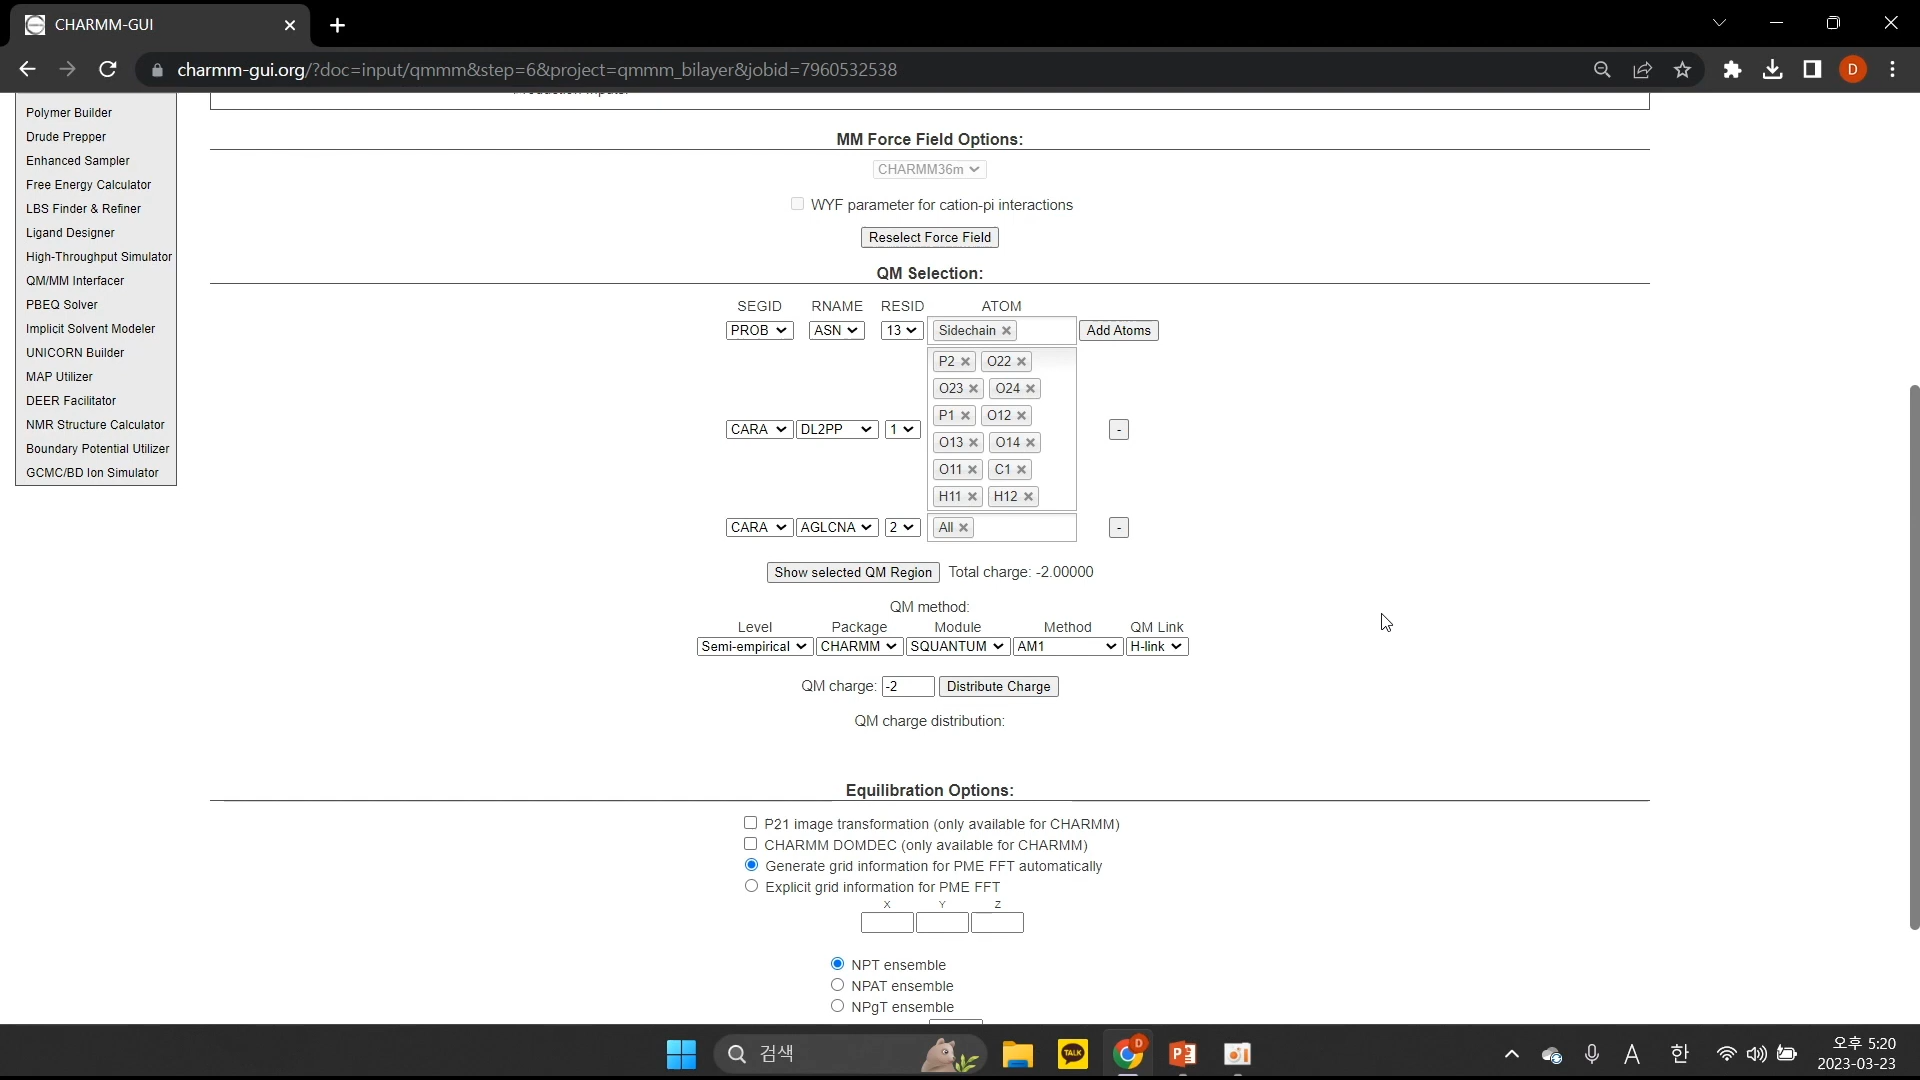 CHARMM-GUI
charmm-gui.org/?doc=input/qmmm&step=6&project=qmmm_bilayer&jobid=7960532538
D
Polymer Builder
Drude Prepper
Enhanced Sampler
Free Energy Calculator
LBS Finder & Refiner
Ligand Designer
High-Throughput Simulator
QM/MM Interfacer
PBEQ Solver
Implicit Solvent Modeler
UNICORN Builder
MAP Utilizer
DEER Facilitator
NMR Structure Calculator
Boundary Potential Utilizer
GCMC/BD Ion Simulator
MM Force Field Options:
CHARMM36m
WYF parameter for cation-pi interactions
Reselect Force Field
QM Selection:
SEGID RNAME RESID ATOM
PROB ASN 13 Sidechain Add Atoms
P2 O22
O23 O24
P1 O12
CARA DL2PP 1 -
O13 O14
O11 C1
H11 H12
CARA AGLCNA 2 All -
Show selected QM Region Total charge: -2.00000
QM method:
Level Package Module Method QM Link
Semi-empirical CHARMM SQUANTUM AM1 H-link
QM charge: -2 Distribute Charge
QM charge distribution:
Equilibration Options:
P21 image transformation (only available for CHARMM)
CHARMM DOMDEC (only available for CHARMM)
Generate grid information for PME FFT automatically
Explicit grid information for PME FFT
X Y Z
NPT ensemble
NPAT ensemble
NPgT ensemble
검색
TALK
D
A 한
오후 5:20
2023-03-23